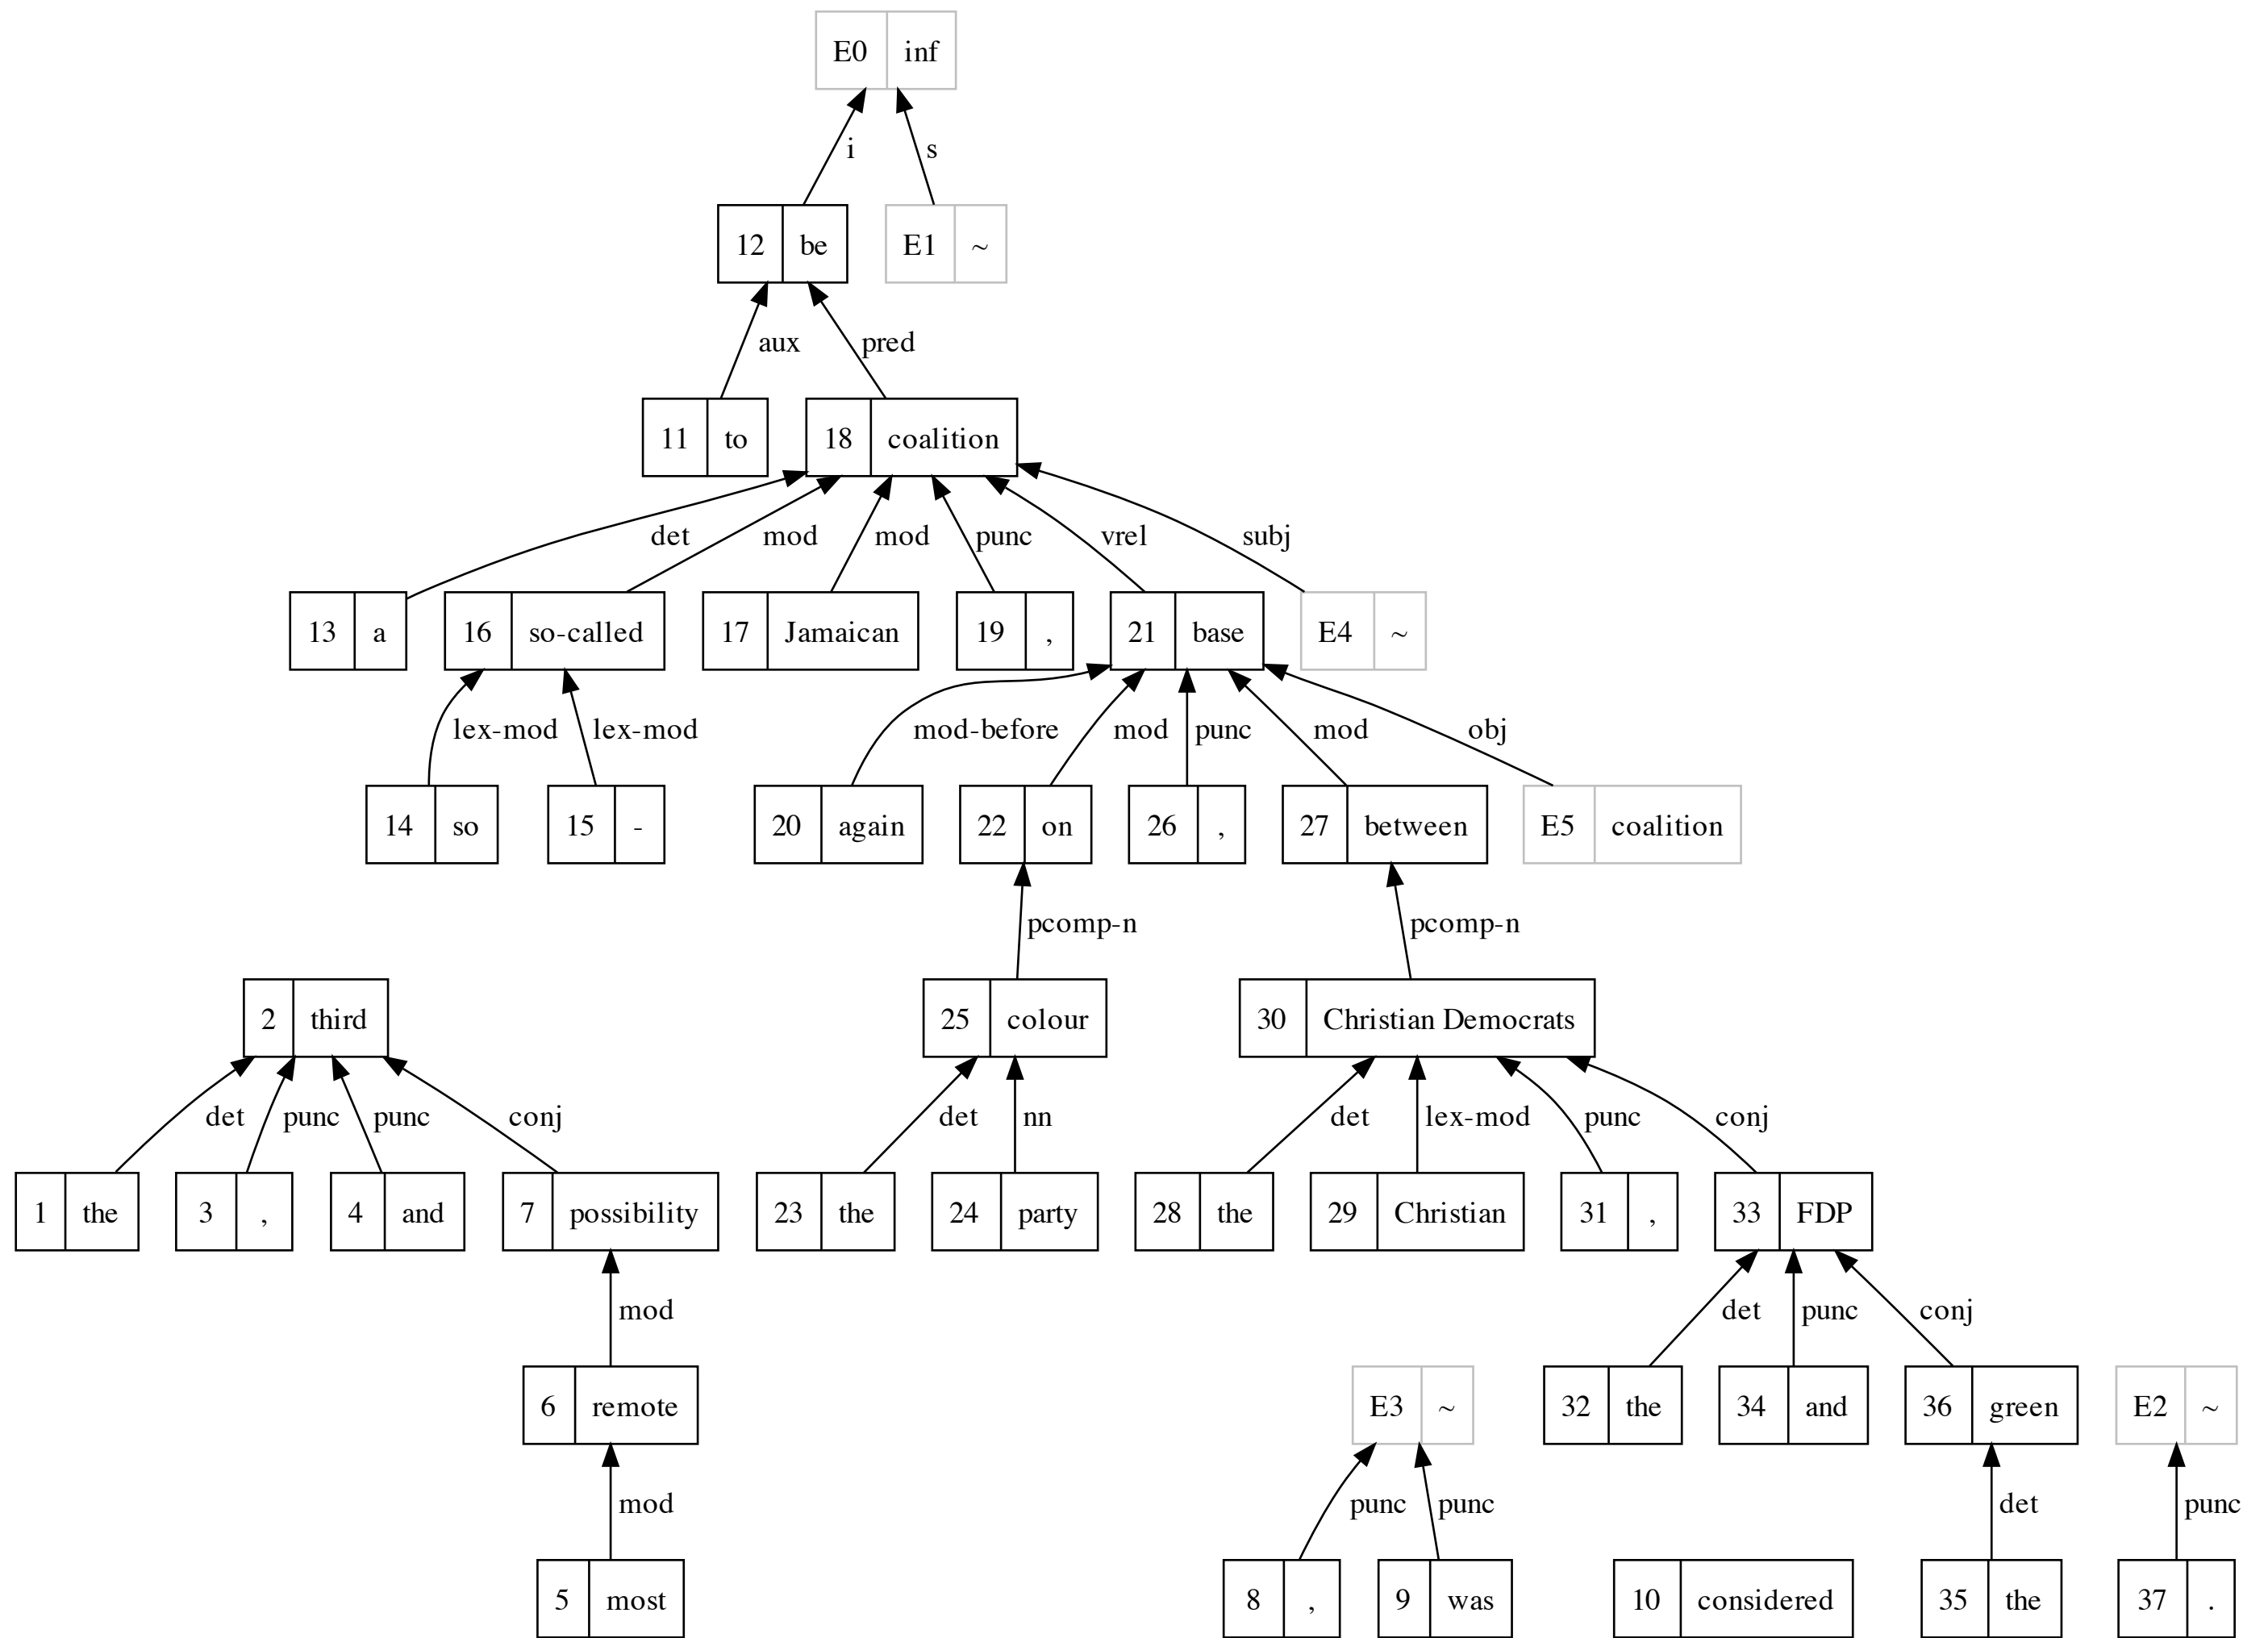 E0 inf
i s
12 be E1 ~
aux pred
11 to 18 coalition
det mod mod punc vrel subj
13 a 16 so-called 17 Jamaican 19 , 21 base E4 ~
lex-mod lex-mod mod-before mod punc mod obj
14 so 15 - 20 again 22 on 26 , 27 between E5 coalition
pcomp-n pcomp-n
2 third 25 colour 30 Christian Democrats
det punc punc conj det nn det lex-mod punc conj
1 the 3 , 4 and 7 possibility 23 the 24 party 28 the 29 Christian 31 , 33 FDP
mod det punc conj
6 remote E3 ~ 32 the 34 and 36 green E2 ~
mod punc punc det punc
5 most 8 , 9 was 10 considered 35 the 37 .